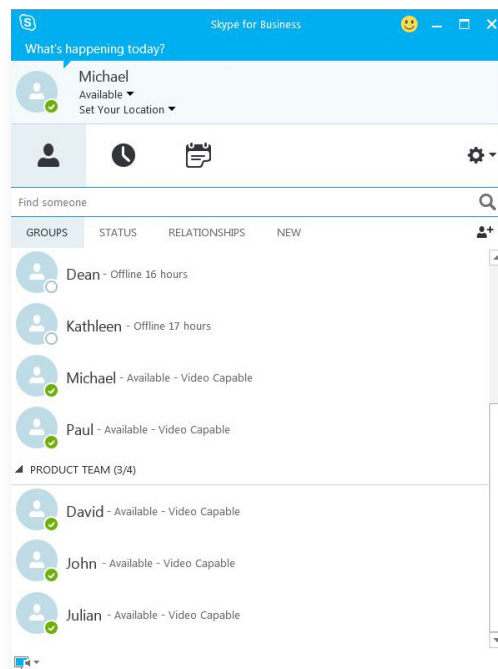 Skype for Business
What's happening today?
Michael
Available
Set Your Location
Find someone
GROUPS STATUS RELATIONSHIPS NEW
Dean - Offline 16 hours
Kathleen - Offline 17 hours
Michael - Available - Video Capable
Paul - Available - Video Capable
PRODUCT TEAM (3/4)
David - Available - Video Capable
John - Available - Video Capable
Julian - Available - Video Capable